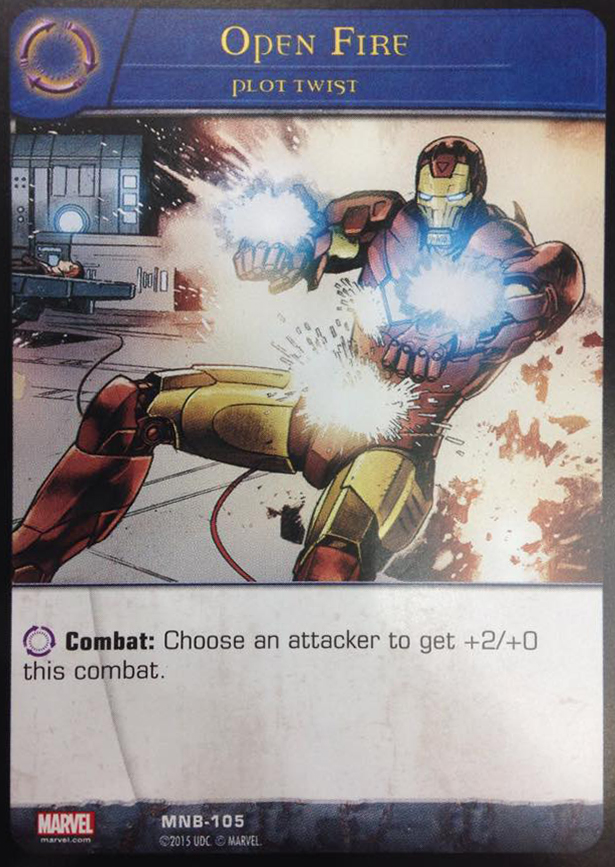 Open Fire
PLOT TWIST
Combat: Choose an attacker to get +2/+0
this combat.
MARVEL
marvel.com
MNB-105
©2015 UDC. © MARVEL.